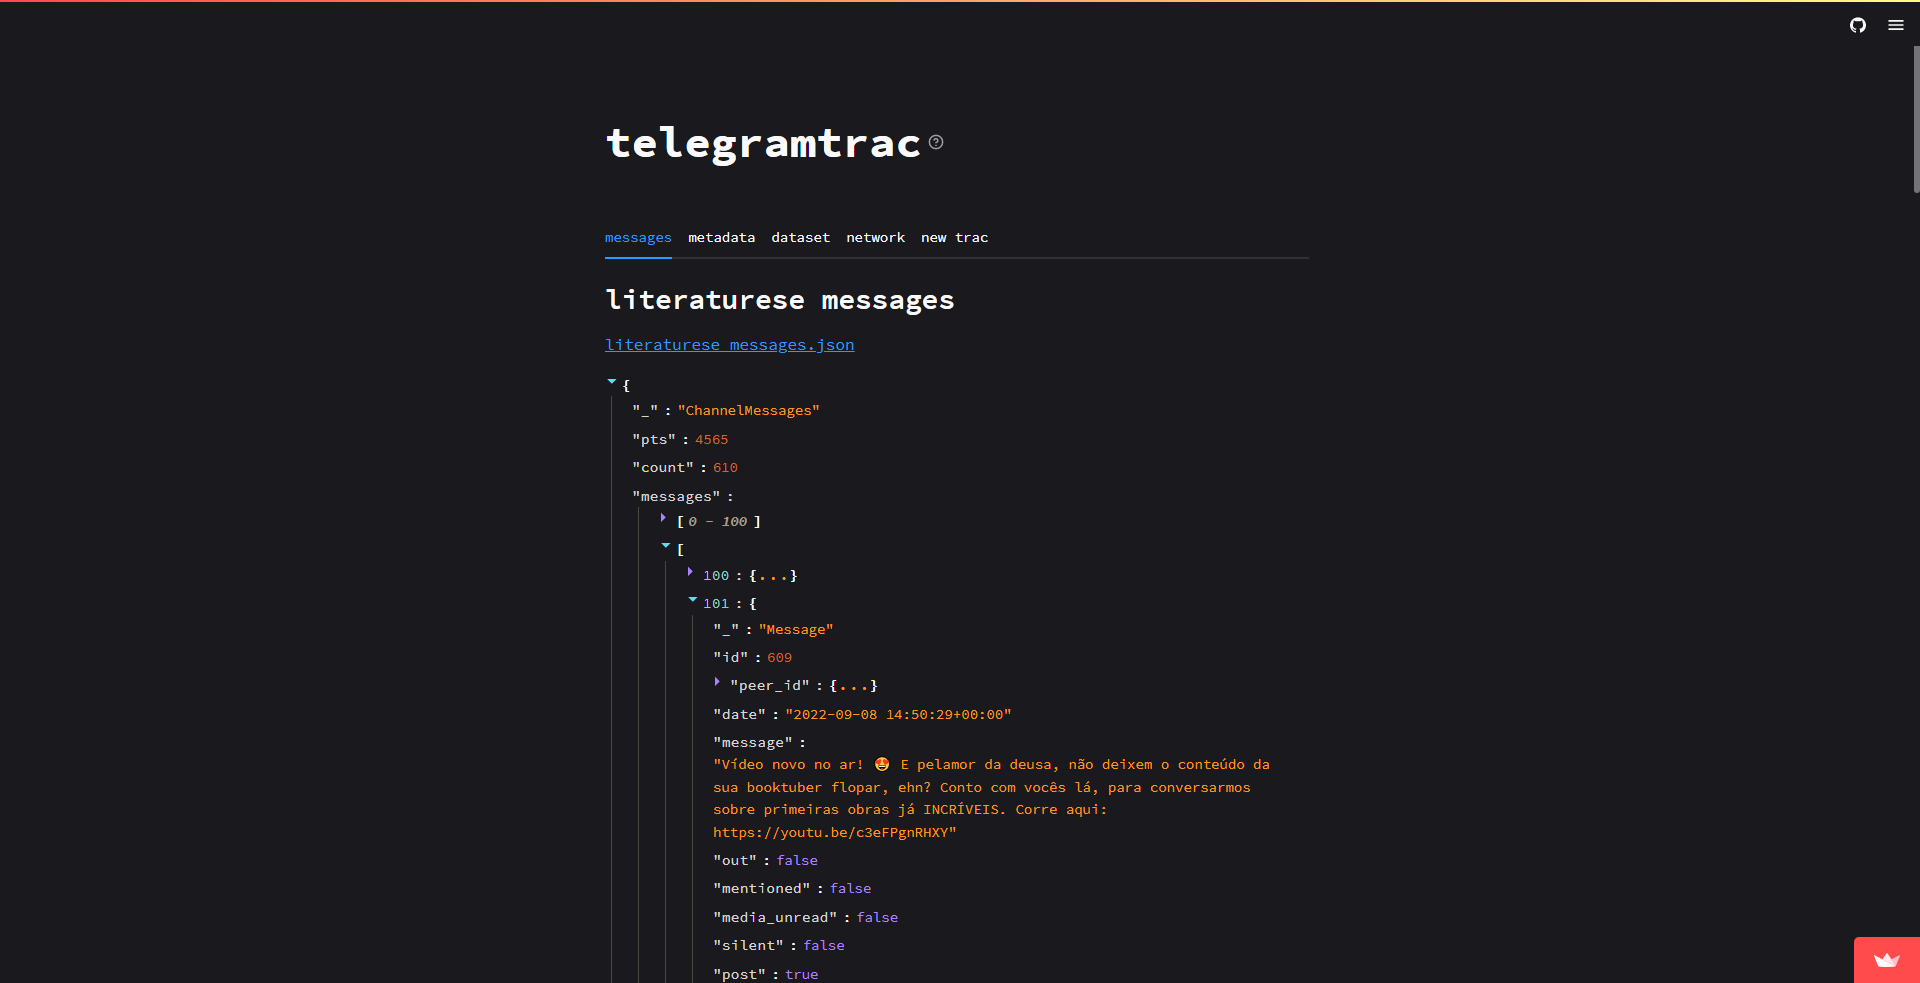 telegramtrac
messages metadata dataset network new trac
literaturese messages
literaturese messages.json
{
"_" : "ChannelMessages"
"pts" : 4565
"count" : 610
"messages" :
[ 0 - 100 ]
[
100 : {...}
101 : {
"_" : "Message"
"id" : 609
"peer_id" : {...}
"date" : "2022-09-08 14:50:29+00:00"
"message" :
"Vídeo novo no ar! 🤩 E pelamor da deusa, não deixem o conteúdo da
sua booktuber flopar, ehn? Conto com vocês lá, para conversarmos
sobre primeiras obras já INCRÍVEIS. Corre aqui:
https://youtu.be/c3eFPgnRHXY"
"out" : false
"mentioned" : false
"media_unread" : false
"silent" : false
"post" : true